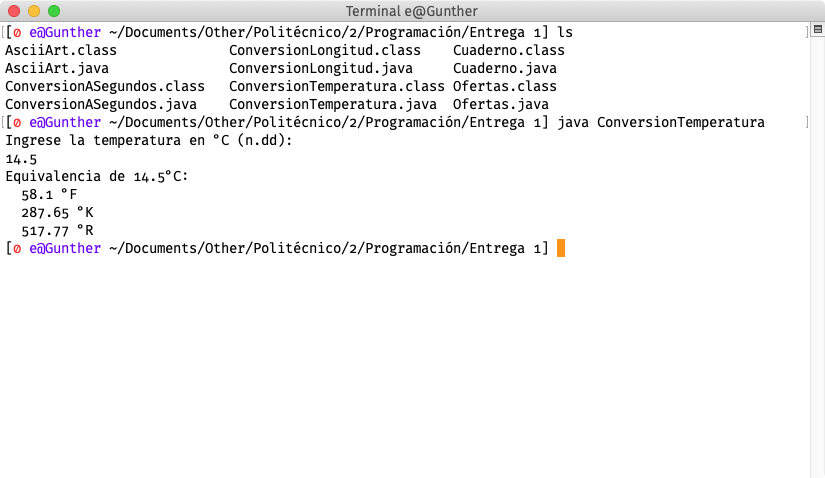 Terminal e@Gunther
[0 e@Gunther ~/Documents/Other/Politécnico/2/Programación/Entrega 1] ls
AsciiArt.class ConversionLongitud.class Cuaderno.class
AsciiArt.java ConversionLongitud.java Cuaderno.java
ConversionASegundos.class ConversionTemperatura.class Ofertas.class
ConversionASegundos.java ConversionTemperatura.java Ofertas.java
[0 e@Gunther ~/Documents/Other/Politécnico/2/Programación/Entrega 1] java ConversionTemperatura
Ingrese la temperatura en °C (n.dd):
14.5
Equivalencia de 14.5°C:
58.1 °F
287.65 °K
517.77 °R
[0 e@Gunther ~/Documents/Other/Politécnico/2/Programación/Entrega 1]